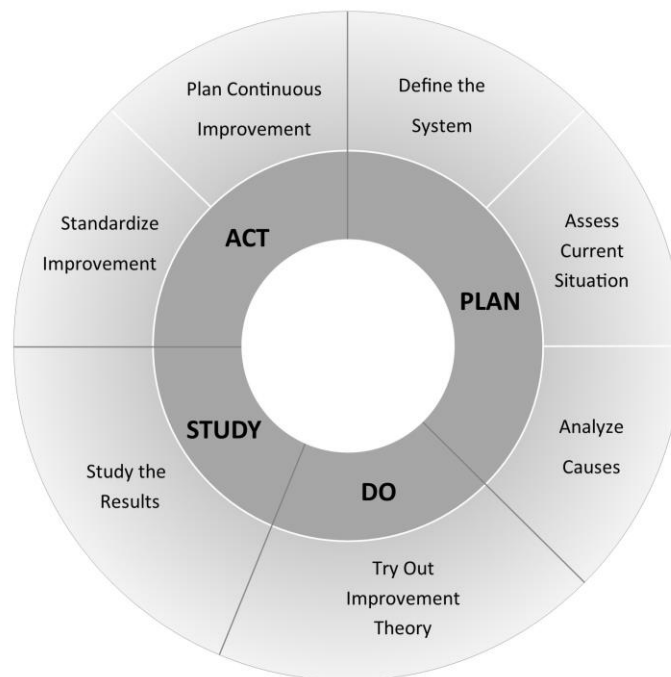 Plan Continuous
Improvement
Define the
System
Standardize
Improvement
ACT
Assess
Current
Situation
PLAN
STUDY
Analyze
Causes
Study the
Results
DO
Try Out
Improvement
Theory